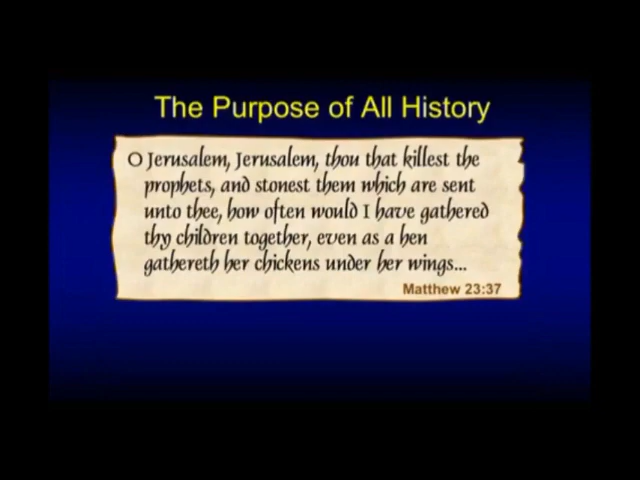 The Purpose of All History
O Jerusalem, Jerusalem, thou that killest the
prophets, and stonest them which are sent
unto thee, how often would I have gathered
thy children together, even as a hen
gathereth her chickens under her wings...
Matthew 23:37